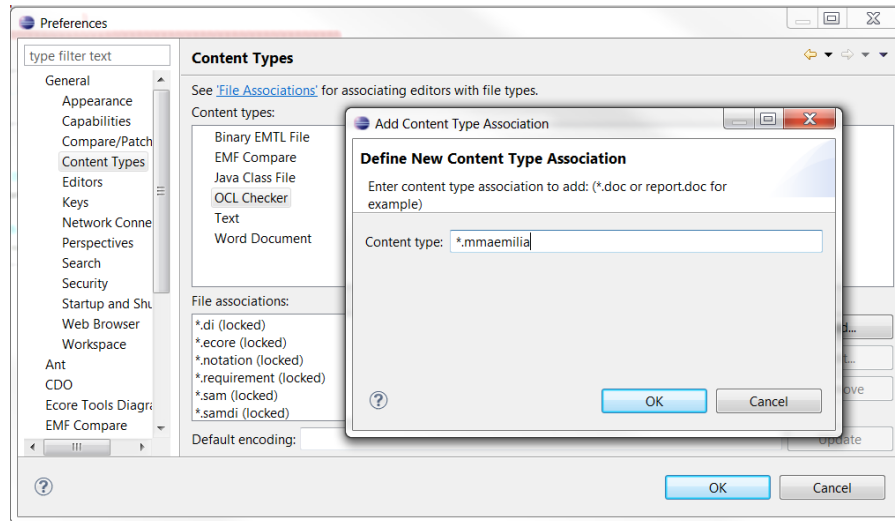 Preferences
type filter text
General
Appearance
Capabilities
Compare/Patch
Content Types
Editors
Keys
Network Conne
Perspectives
Search
Security
Startup and Shu
Web Browser
Workspace
Ant
CDO
Ecore Tools Diagra
EMF Compare
Content Types
See 'File Associations' for associating editors with file types.
Content types:
Binary EMTL File
EMF Compare
Java Class File
OCL Checker
Text
Word Document
File associations:
*.di (locked)
*.ecore (locked)
*.notation (locked)
*.requirement (locked)
*.sam (locked)
*.samdi (locked)
Default encoding:
Update
Add Content Type Association
Define New Content Type Association
Enter content type association to add: (*.doc or report.doc for
example)
Content type: *.mmaemilia
OK Cancel
OK Cancel